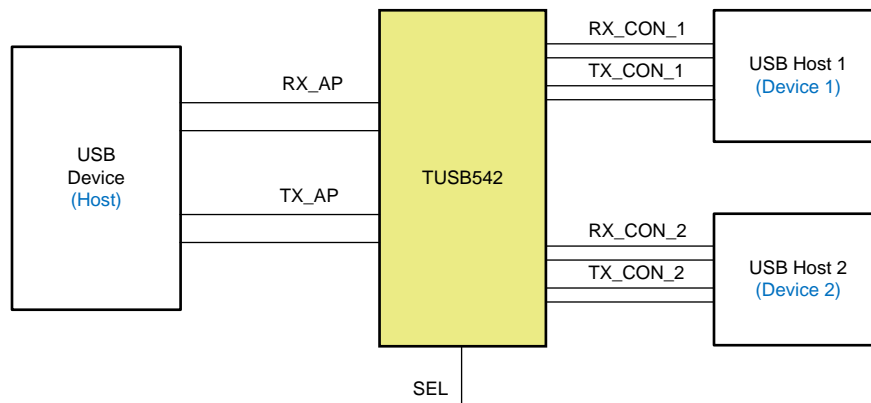 RX_CON_1
USB Host 1
(Device 1)
TX_CON_1
RX_AP
USB
Device
(Host)
TUSB542
TX_AP
RX_CON_2
USB Host 2
(Device 2)
TX_CON_2
SEL